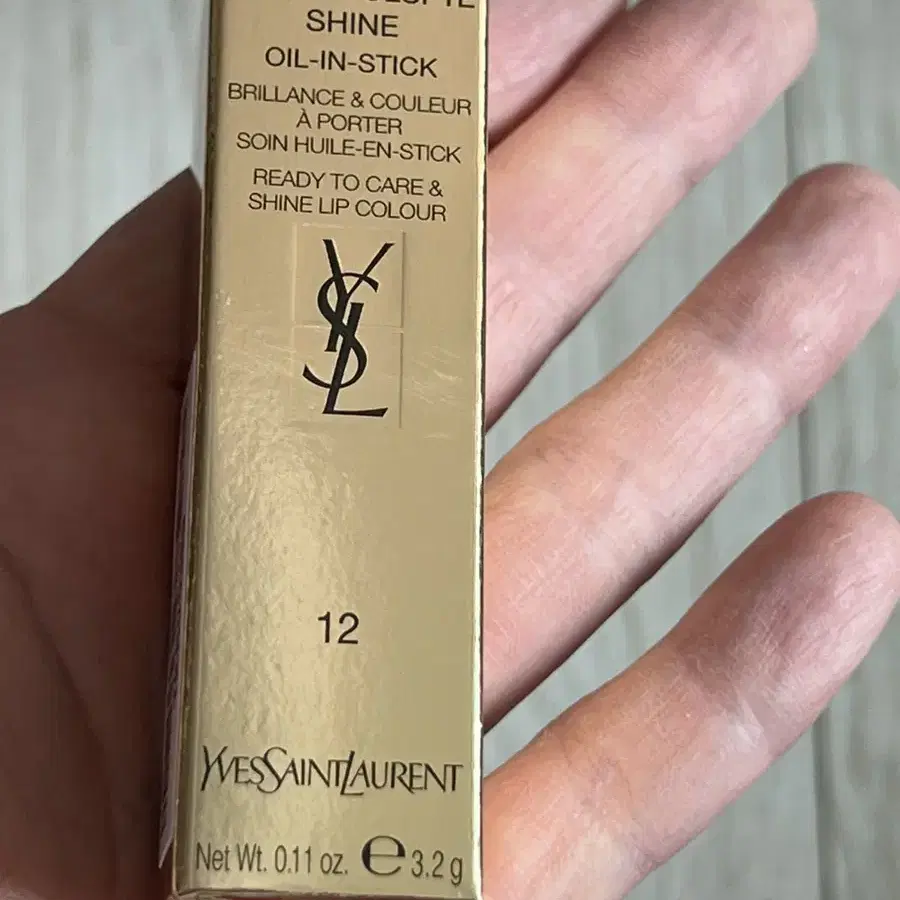 SHINE
OIL-IN-STICK
BRILLANCE & COULEUR
À PORTER
SOIN HUILE-EN-STICK
READY TO CARE &
SHINE LIP COLOUR
YSL
12
YVESSAINTLAURENT
Net Wt. 0.11 oz. ℮ 3.2 g